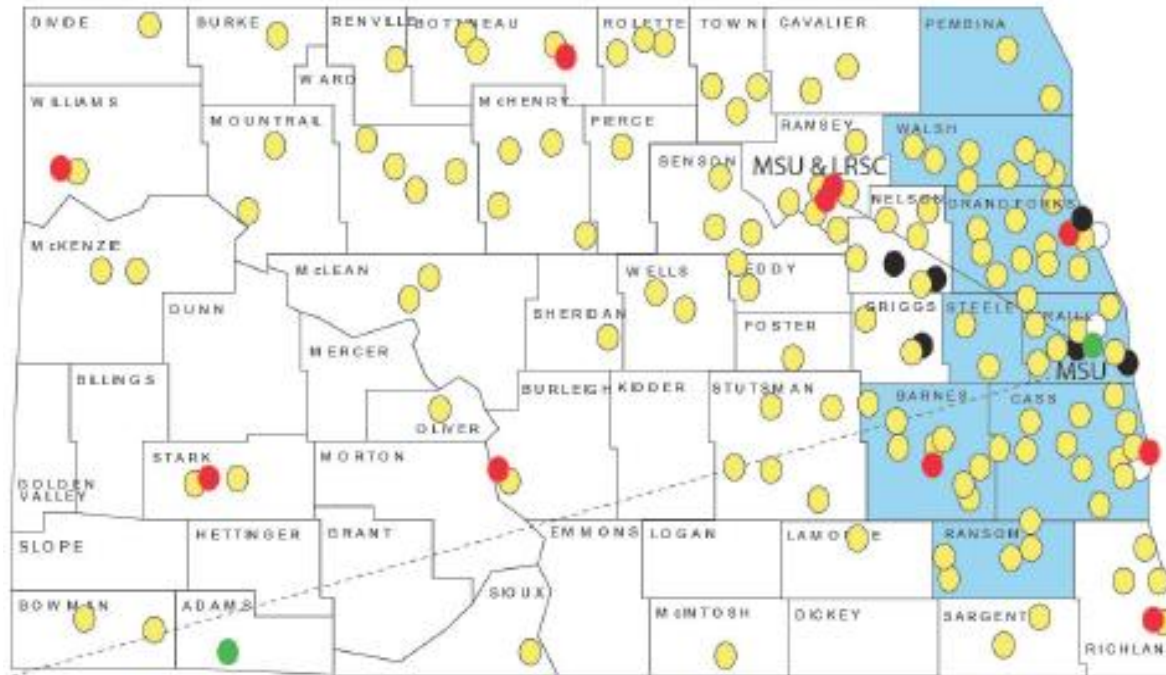 DIVIDE
BURKE
RENVILLE
BOTTINEAU
ROLETTE
CAVALIER
PEMBINA
WARD
WILLIAMS
MOUNTRAIL
McHENRY
PIERCE
RAMSEY
WALSH
BENSON
MSU & LRSC
NELSON
GRAND FORKS
McKENZIE
McLEAN
WELLS
EDDY
DUNN
SHERIDAN
GRIGGS
STEELE
FOSTER
MERCER
MSU
BILLINGS
BURLEIGH
KIDDER
STUTSMAN
BARNES
CASS
OLIVER
STARK
MORTON
GOLDEN
VALLEY
HETTINGER
GRANT
EMMONS
LOGAN
RANSOM
SLOPE
SIOUX
BOWMAN
ADAMS
McINTOSH
DICKEY
SARGENT
RICHLAN